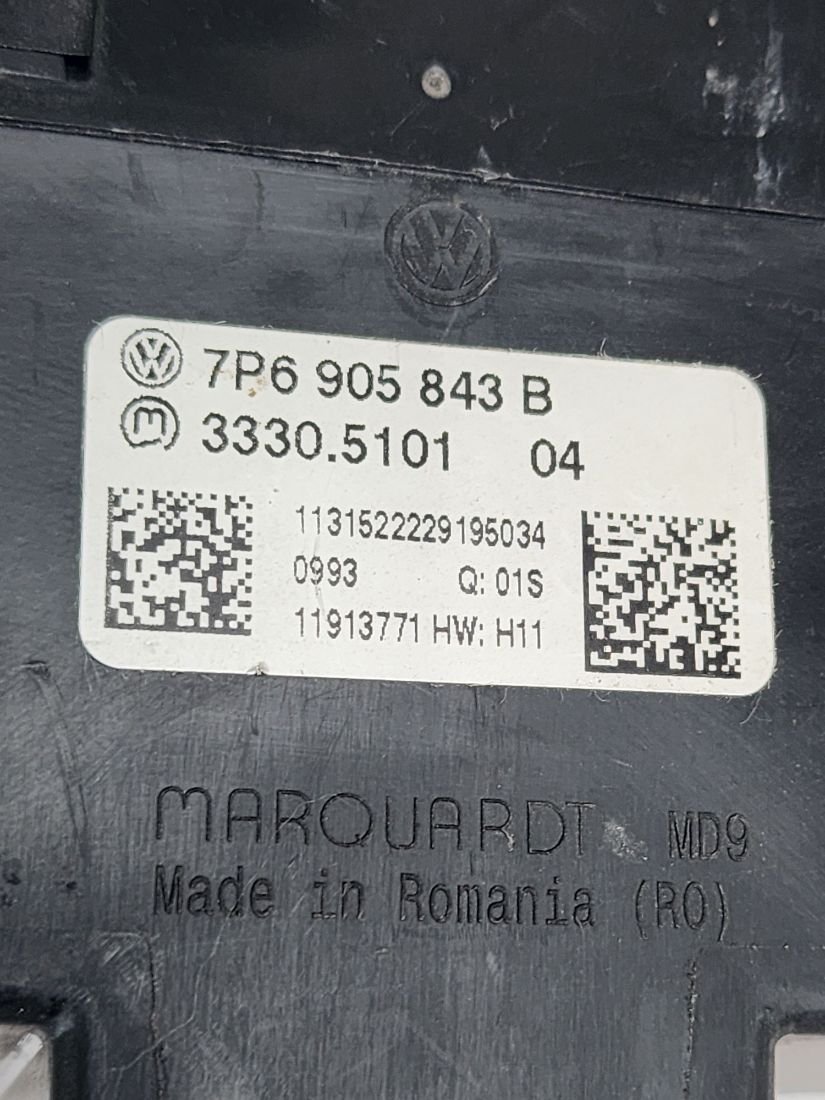 7P6 905 843 B
3330.5101 04
1131522229195034
0993 Q: 01S
11913771 HW: H11
MARQUARDT MD9
Made in Romania (RO)